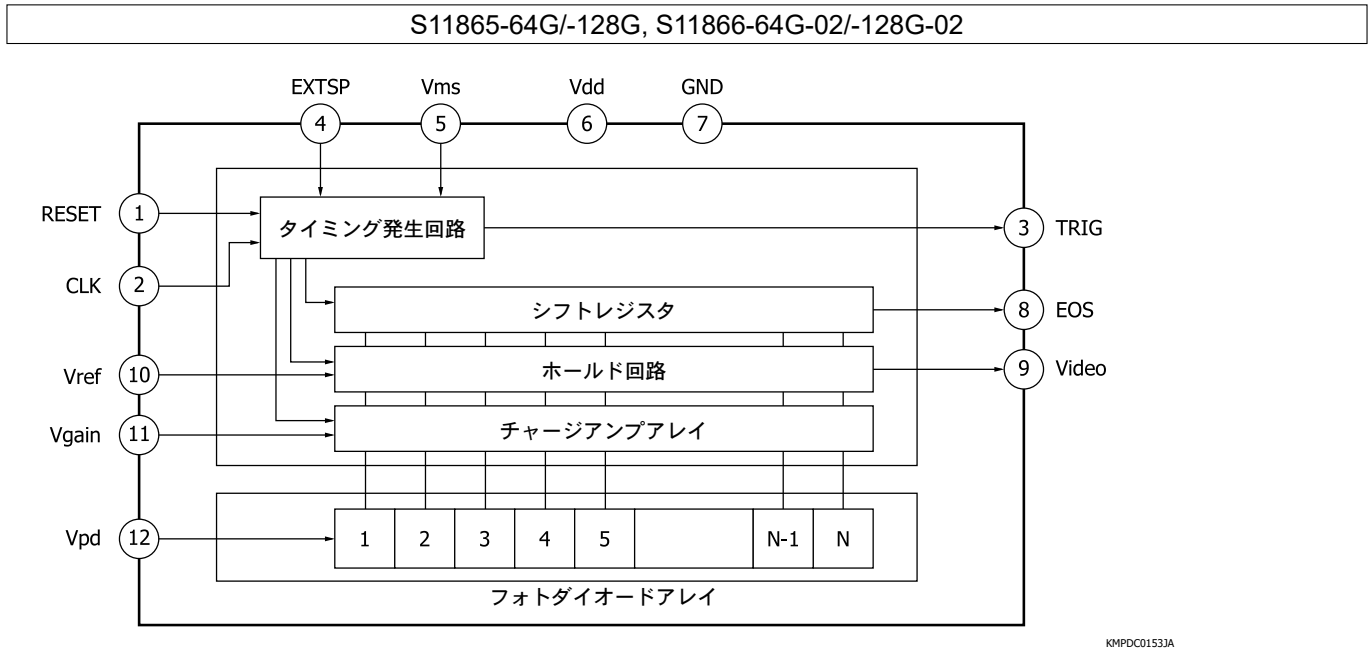 S11865-64G/-128G, S11866-64G-02/-128G-02
EXTSP
Vms
Vdd
GND
4
5
6
7
RESET
1
タイミング発生回路
3
TRIG
CLK
2
シフトレジスタ
8
EOS
Vref
10
ホールド回路
9
Video
Vgain
11
チャージアンプアレイ
Vpd
12
1
2
3
4
5
N-1
N
フォトダイオードアレイ
KMPDC0153JA